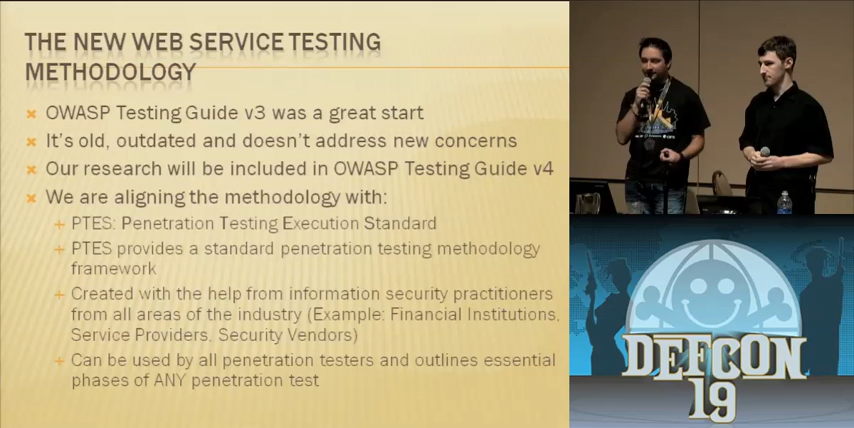 THE NEW WEB SERVICE TESTING
METHODOLOGY
OWASP Testing Guide v3 was a great start
It's old, outdated and doesn't address new concerns
Our research will be included in OWASP Testing Guide v4
We are aligning the methodology with:
PTES: Penetration Testing Execution Standard
PTES provides a standard penetration testing methodology
framework
Created with the help from information security practitioners
from all areas of the industry (Example: Financial Institutions,
Service Providers, Security Vendors)
Can be used by all penetration testers and outlines essential
phases of ANY penetration test
DEFCON
19